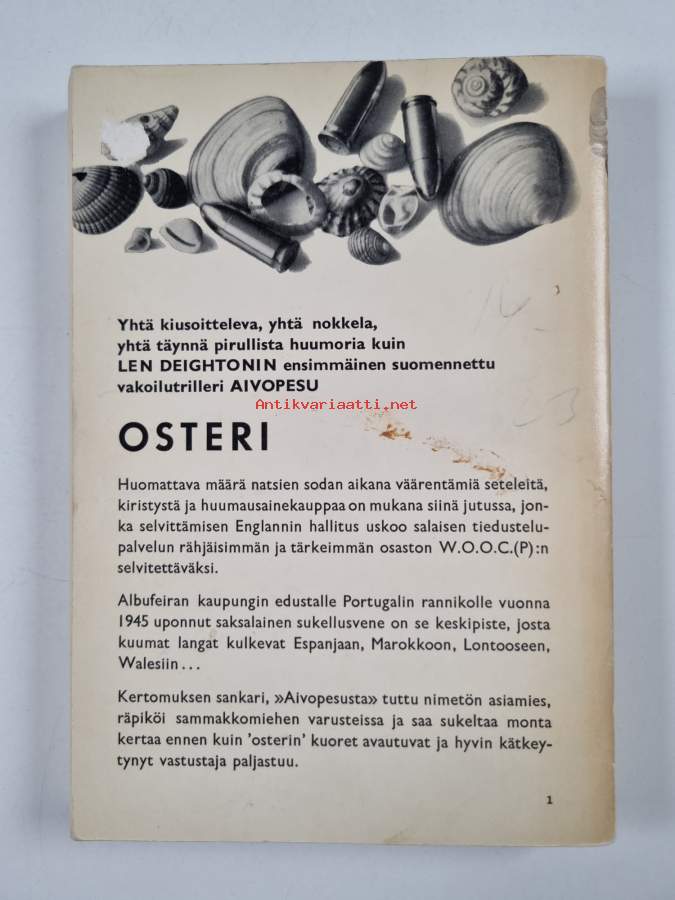 Yhtä kiusoitteleva, yhtä nokkela,
yhtä täynnä pirullista huumoria kuin
LEN DEIGHTONIN ensimmäinen suomennettu
vakoilutrilleri AIVOPESU
Antikvariaatti.net
OSTERI
Huomattava määrä natsien sodan aikana väärentämiä seteleitä,
kiristystä ja huumausainekauppaa on mukana siinä jutussa, jon-
ka selvittämisen Englannin hallitus uskoo salaisen tiedustelu-
palvelun rähjäisimmän ja tärkeimmän osaston W.O.O.C.(P):n
selvitettäväksi.
Albufeiran kaupungin edustalle Portugalin rannikolle vuonna
1945 uponnut saksalainen sukellusvene on se keskipiste, josta
kuumat langat kulkevat Espanjaan, Marokkoon, Lontooseen,
Walesiin...
Kertomuksen sankari, »Aivopesusta» tuttu nimetön asiamies,
räpiköi sammakkomiehen varusteissa ja saa sukeltaa monta
kertaa ennen kuin 'osterin' kuoret avautuvat ja hyvin kätkey-
tynyt vastustaja paljastuu.
1